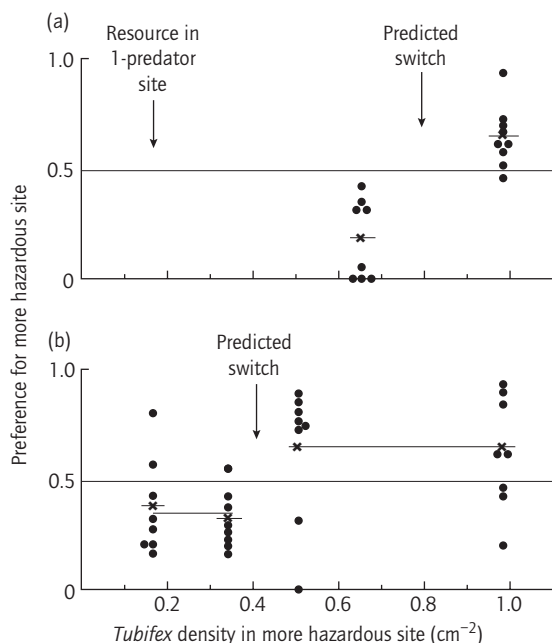 (a)
Resource in
1-predator
site
Predicted
switch
1.0
0.5
0
(b)
Predicted
switch
1.0
0.5
0
0.2
0.4
0.6
0.8
1.0
Preference for more hazardous site
Tubifex density in more hazardous site (cm−2)